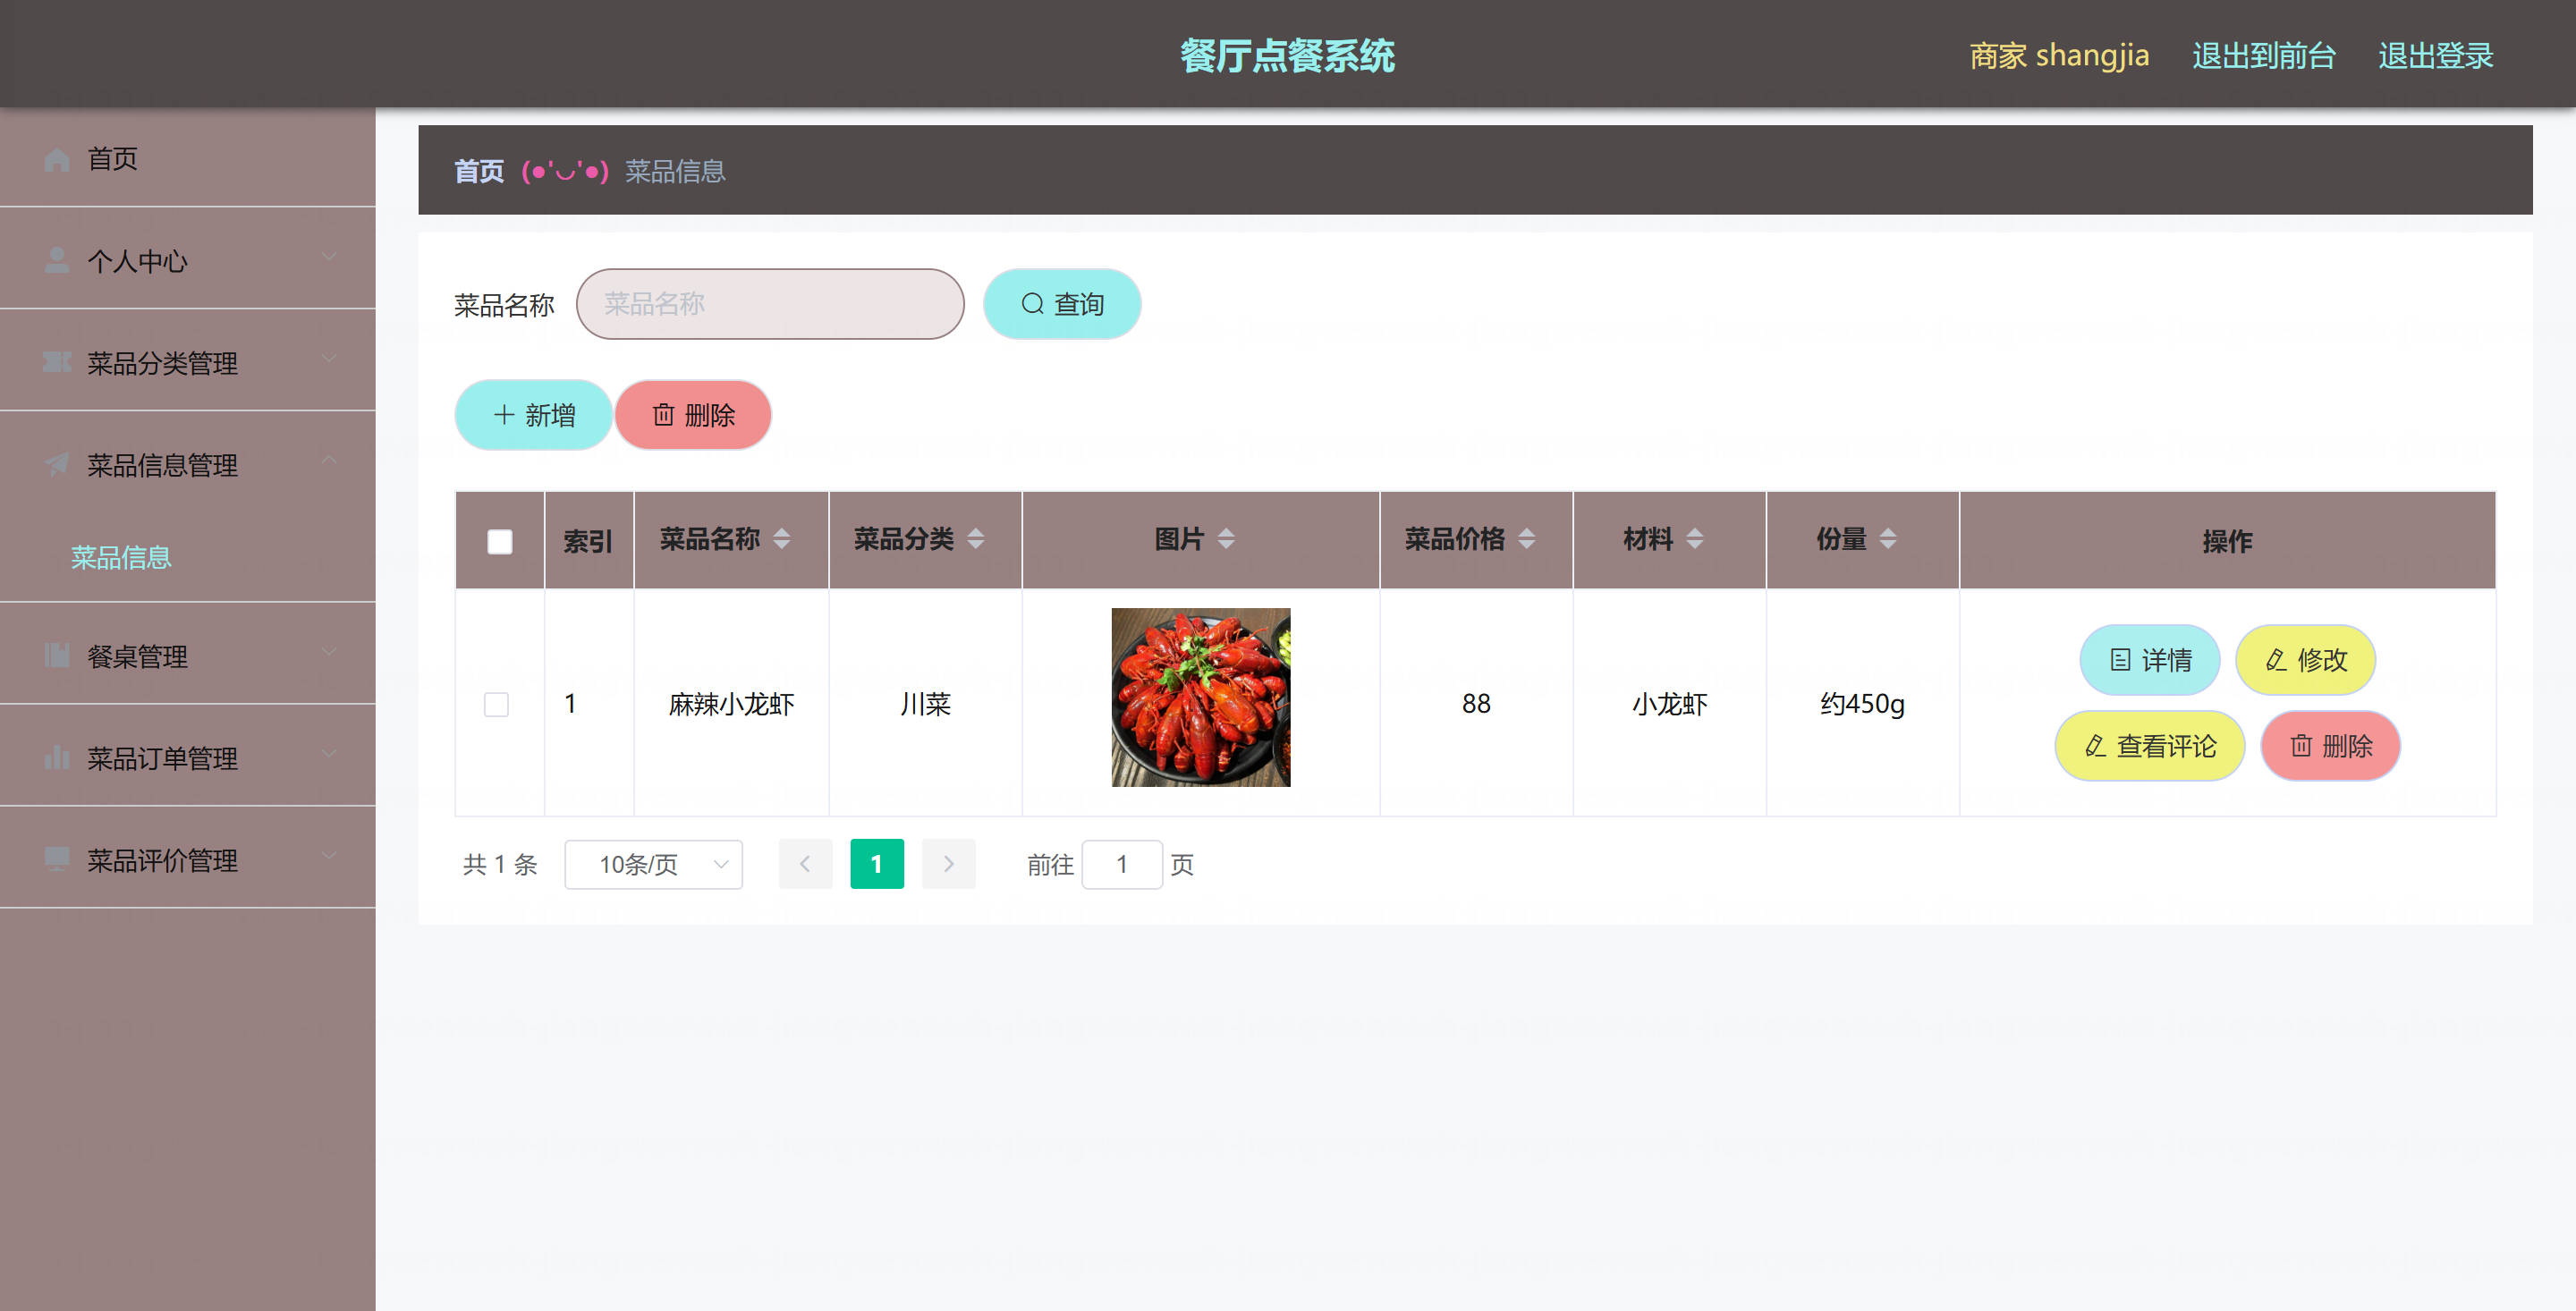 餐厅点餐系统
商家 shangjia 退出到前台 退出登录
首页
个人中心
菜品分类管理
菜品信息管理
菜品信息
餐桌管理
菜品订单管理
菜品评价管理
首页 (●'◡'●) 菜品信息
菜品名称 菜品名称 查询
新增 删除
索引 菜品名称 菜品分类 图片 菜品价格 材料 份量 操作
1 麻辣小龙虾 川菜 88 小龙虾 约450g
详情 修改
查看评论 删除
共 1 条 10条/页 1 前往 1 页